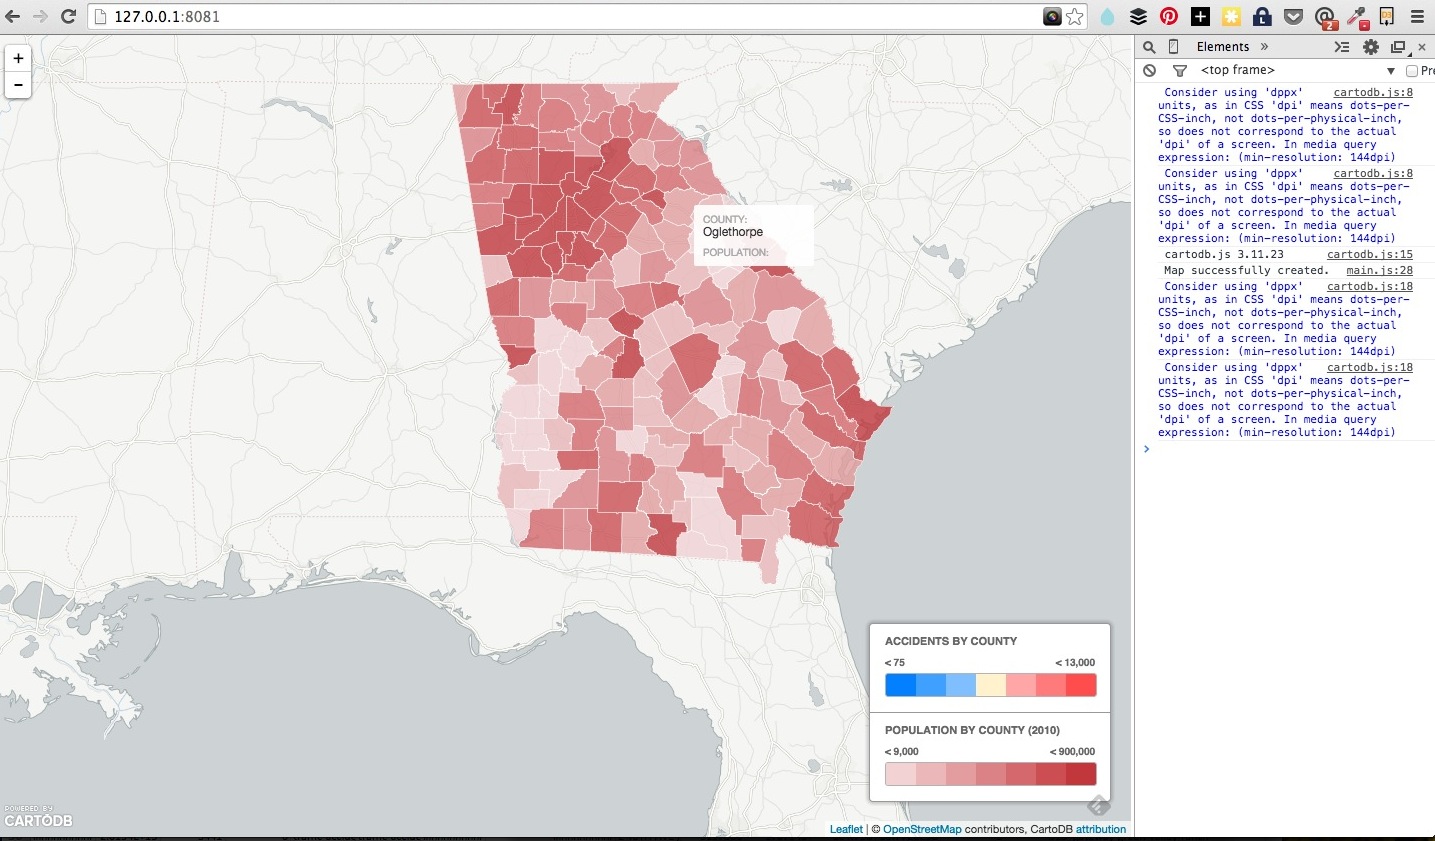 127.0.0.1:8081
2
+
-
Elements »
<top frame>
Pre
COUNTY:
Oglethorpe
POPULATION:
Consider using 'dppx' cartodb.js:8
units, as in CSS 'dpi' means dots-per-
CSS-inch, not dots-per-physical-inch,
so does not correspond to the actual
'dpi' of a screen. In media query
expression: (min-resolution: 144dpi)
Consider using 'dppx' cartodb.js:8
units, as in CSS 'dpi' means dots-per-
CSS-inch, not dots-per-physical-inch,
so does not correspond to the actual
'dpi' of a screen. In media query
expression: (min-resolution: 144dpi)
cartodb.js 3.11.23 cartodb.js:15
Map successfully created. main.js:28
Consider using 'dppx' cartodb.js:18
units, as in CSS 'dpi' means dots-per-
CSS-inch, not dots-per-physical-inch,
so does not correspond to the actual
'dpi' of a screen. In media query
expression: (min-resolution: 144dpi)
Consider using 'dppx' cartodb.js:18
units, as in CSS 'dpi' means dots-per-
CSS-inch, not dots-per-physical-inch,
so does not correspond to the actual
'dpi' of a screen. In media query
expression: (min-resolution: 144dpi)
ACCIDENTS BY COUNTY
< 75 < 13,000
POPULATION BY COUNTY (2010)
< 9,000 < 900,000
POWERED BY
CARTODB
Leaflet | © OpenStreetMap contributors, CartoDB attribution